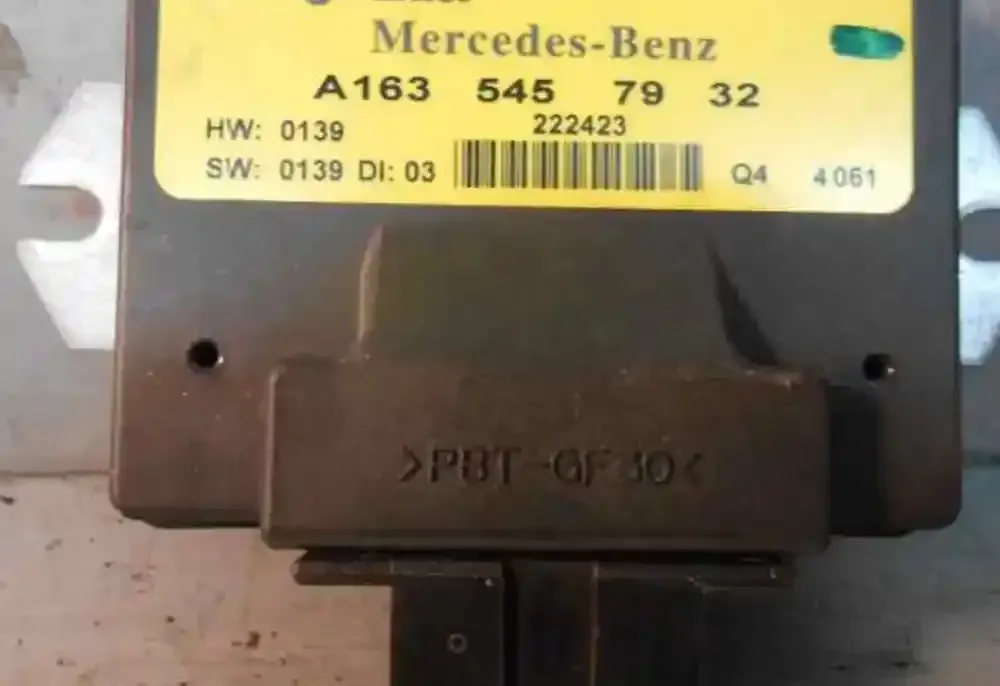 Mercedes-Benz
A163 545 79 32
HW: 0139 222423
SW: 0139 DI: 03 Q4 4061
>PBT-GF30<